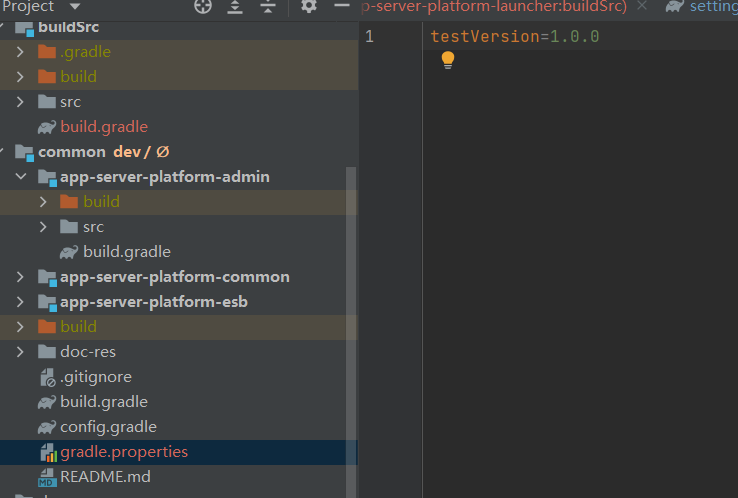 Project
p-server-platform-launcher:buildSrc)
setting
buildSrc
.gradle
build
src
build.gradle
common dev / Ø
app-server-platform-admin
build
src
build.gradle
app-server-platform-common
app-server-platform-esb
build
doc-res
.gitignore
build.gradle
config.gradle
gradle.properties
MD
README.md
1
testVersion=1.0.0